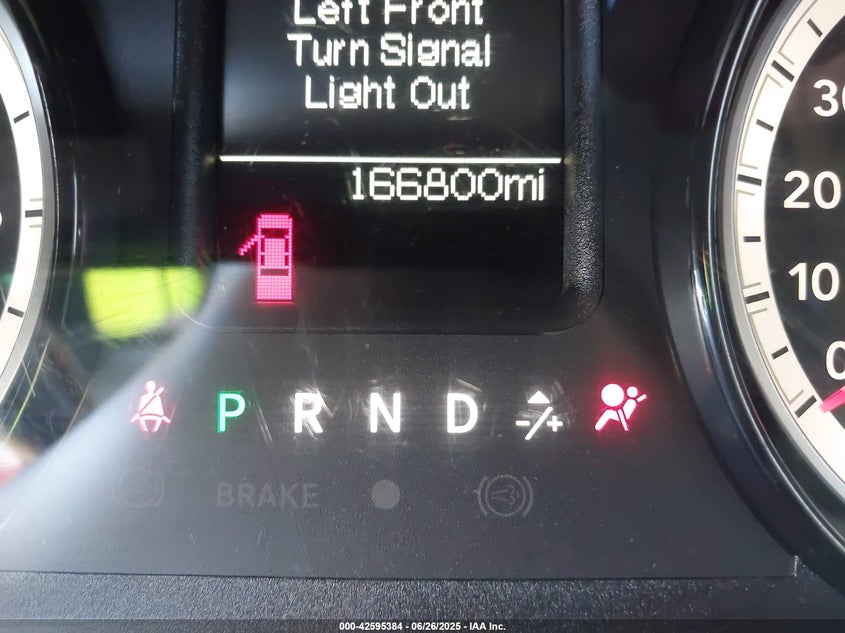 Left Front
Turn Signal
Light Out
166800mi
30
20
10
0
P R N D -/+
BRAKE
000-42595384 - 06/26/2025 - IAA Inc.